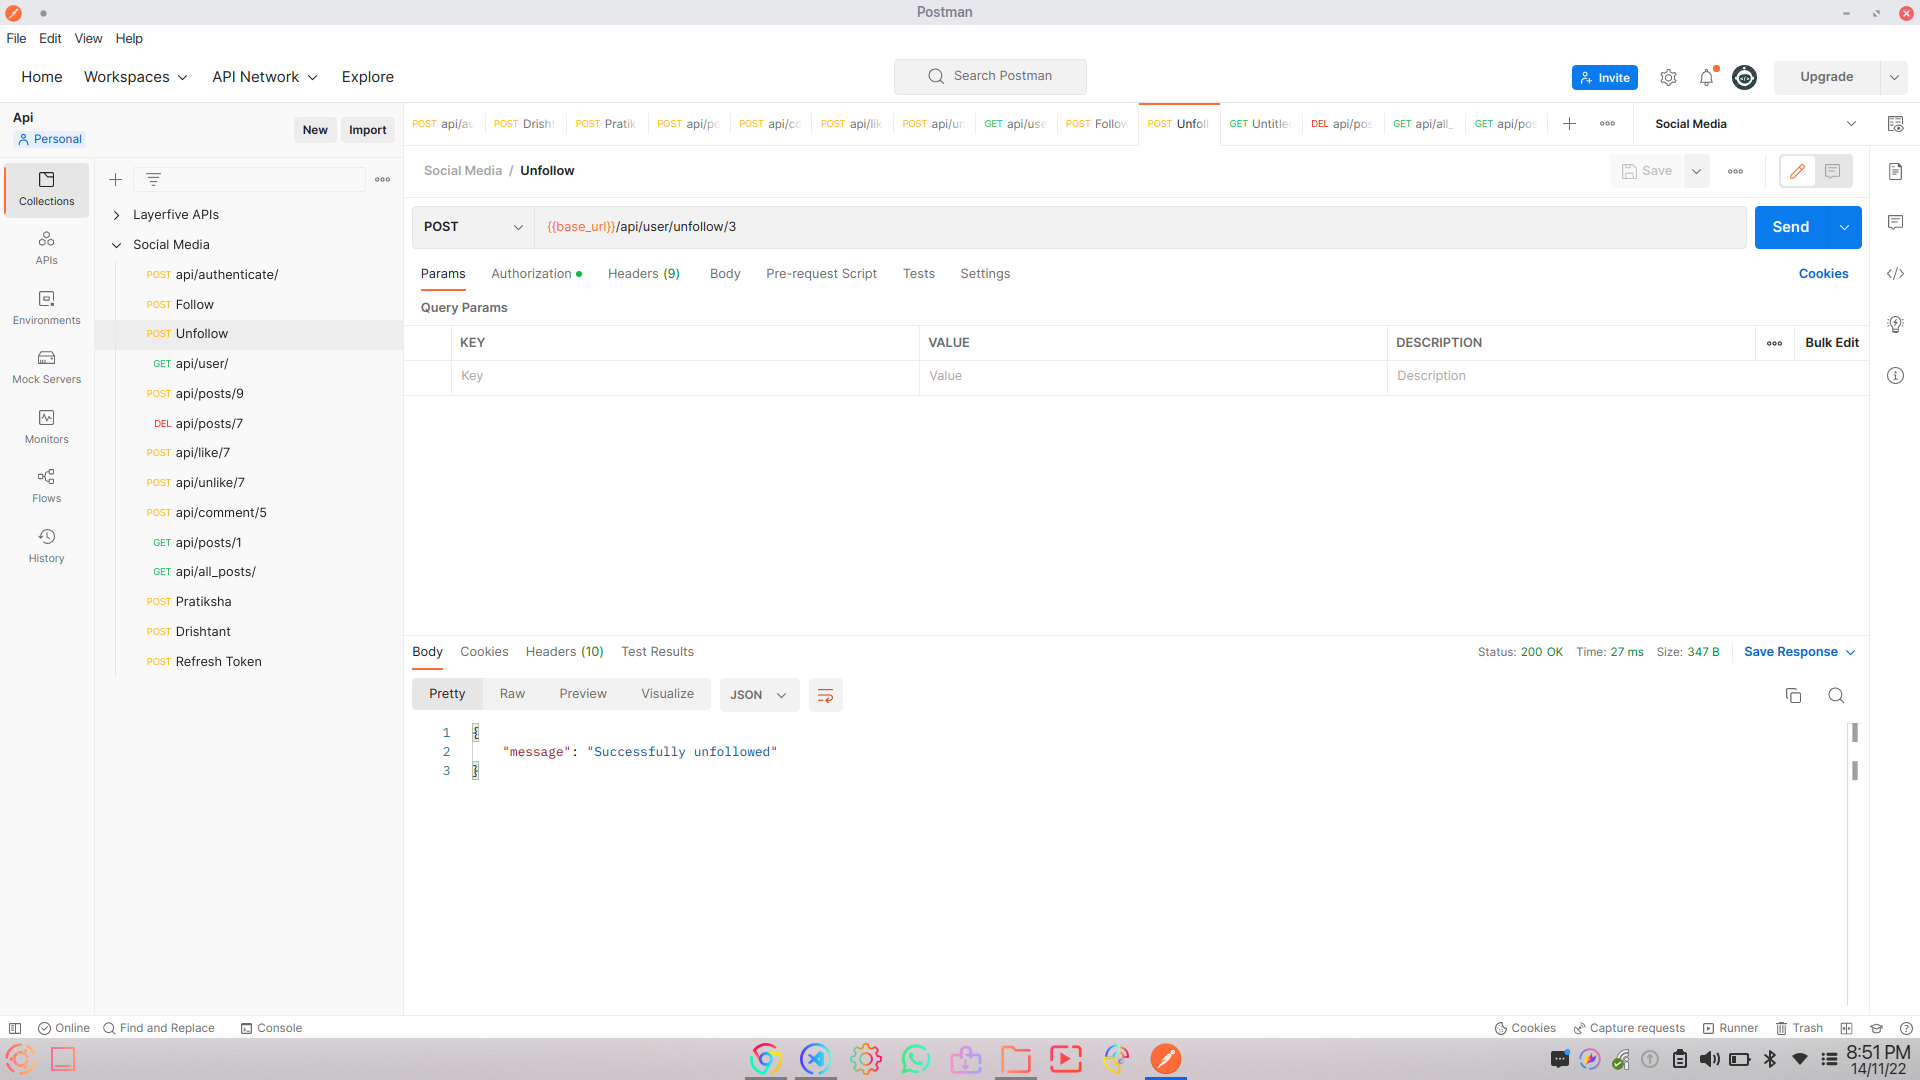 Postman
File Edit View Help
Home Workspaces API Network Explore
Search Postman
Invite
Upgrade
Api
Personal
New Import
POST api/au
POST Drisht
POST Pratik
POST api/po
POST api/co
POST api/lik
POST api/un
GET api/use
POST Follow
POST Unfoll
GET Untitled
DEL api/pos
GET api/all_
GET api/pos
Social Media
Collections
APIs
Environments
Mock Servers
Monitors
Flows
History
Layerfive APIs
Social Media
POST api/authenticate/
POST Follow
POST Unfollow
GET api/user/
POST api/posts/9
DEL api/posts/7
POST api/like/7
POST api/unlike/7
POST api/comment/5
GET api/posts/1
GET api/all_posts/
POST Pratiksha
POST Drishtant
POST Refresh Token
Social Media / Unfollow
Save
POST {{base_url}}/api/user/unfollow/3
Send
Params Authorization Headers (9) Body Pre-request Script Tests Settings
Cookies
Query Params
KEY VALUE DESCRIPTION Bulk Edit
Key Value Description
Body Cookies Headers (10) Test Results
Status: 200 OK Time: 27 ms Size: 347 B Save Response
Pretty Raw Preview Visualize JSON
1 {
2 "message": "Successfully unfollowed"
3 }
Online Find and Replace Console
Cookies Capture requests Runner Trash
8:51 PM
14/11/22